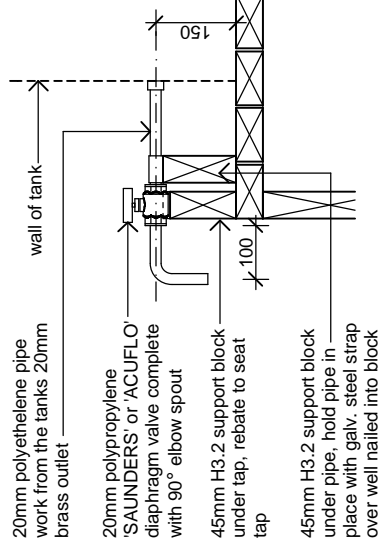 wall of tank
20mm polyethelene pipe
work from the tanks 20mm
brass outlet
20mm polypropylene
'SAUNDERS' or 'ACUFLO'
diaphragm valve complete
with 90° elbow spout
45mm H3.2 support block
under tap, rebate to seat
tap
45mm H3.2 support block
under pipe, hold pipe in
place with galv. steel strap
over well nailed into block
150
100